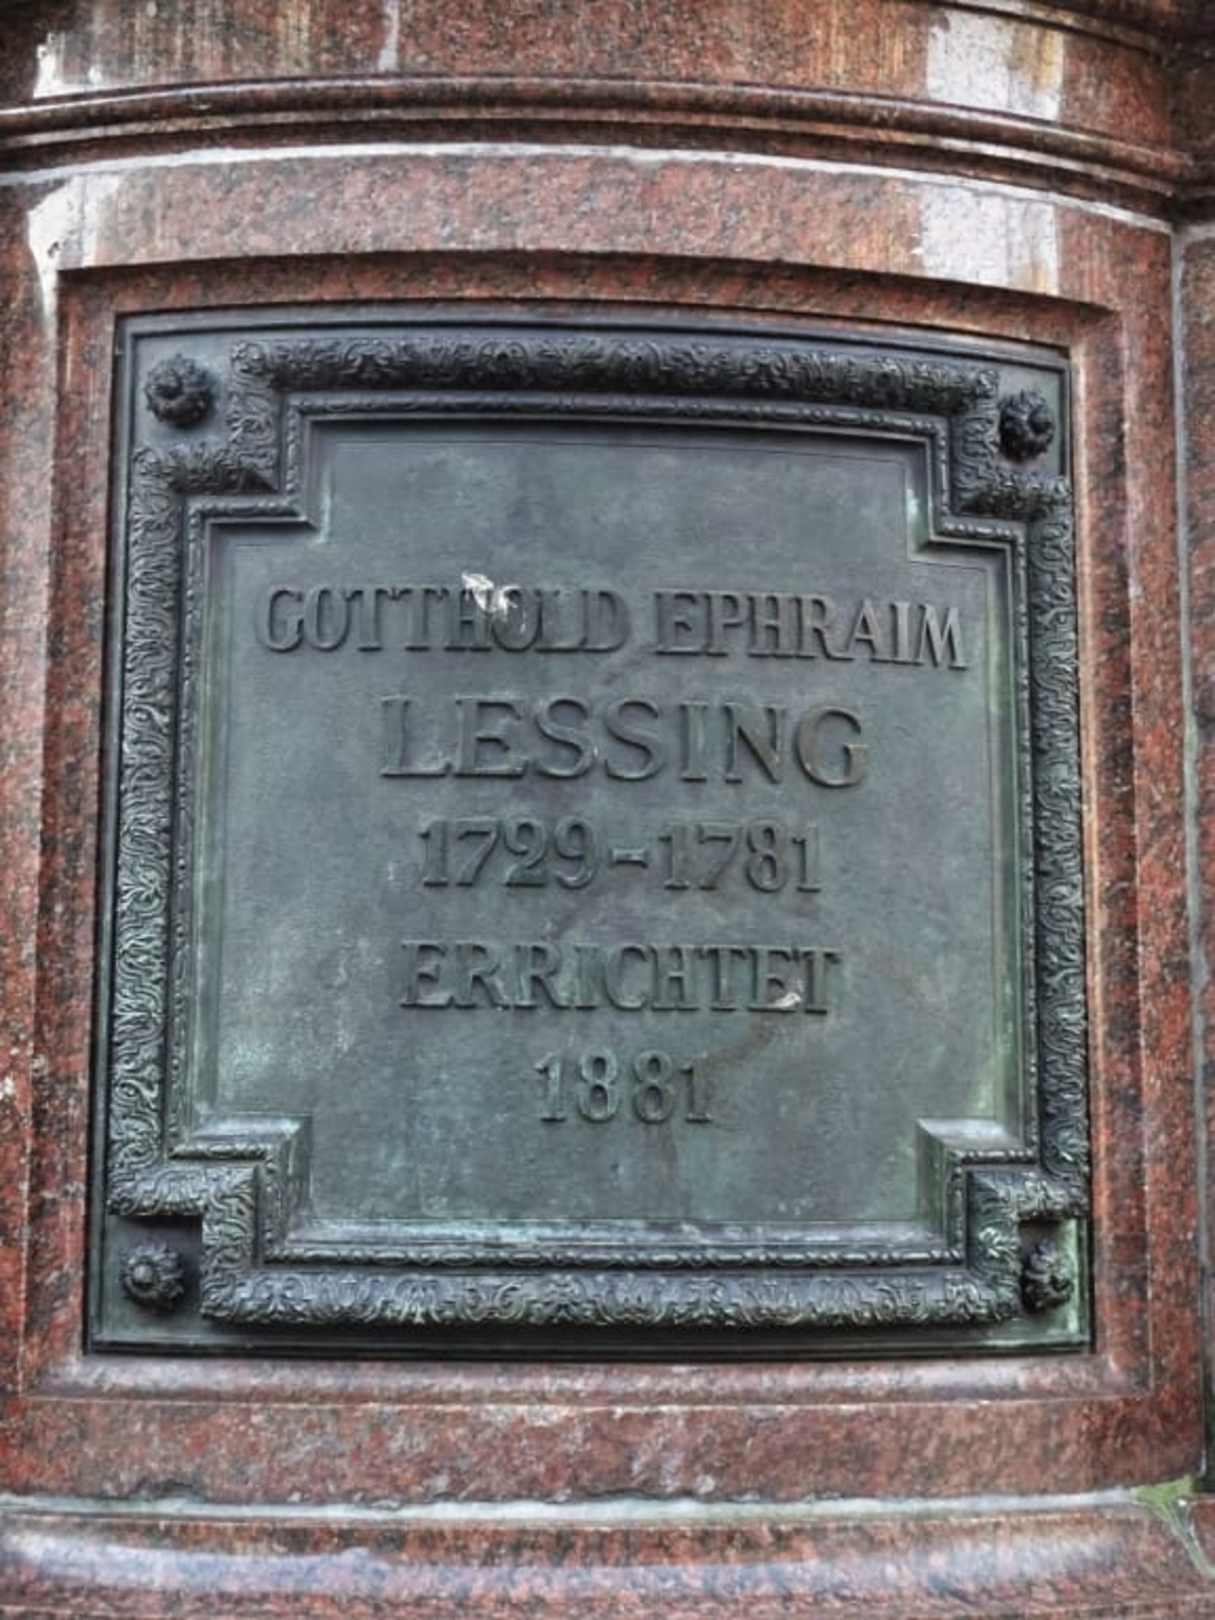 GOTTHOLD EPHRAIM
LESSING
1729-1781
ERRICHTET
1881